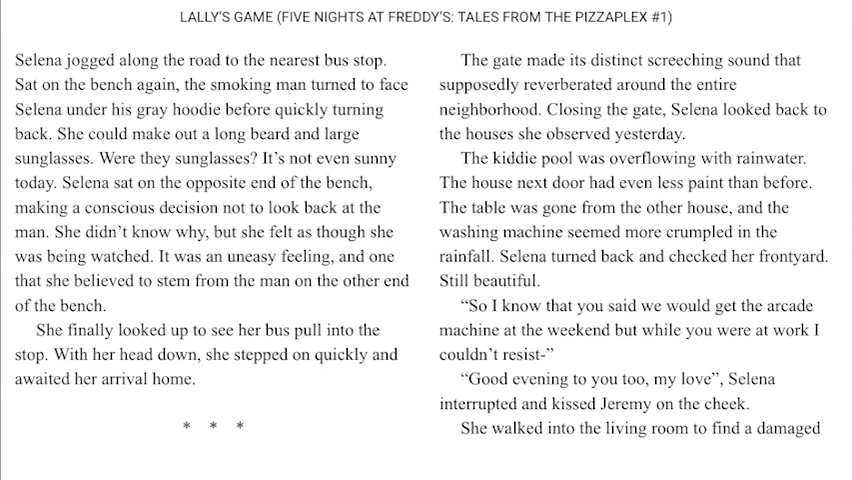 LALLY'S GAME (FIVE NIGHTS AT FREDDY'S: TALES FROM THE PIZZAPLEX #1)
Selena jogged along the road to the nearest bus stop.
Sat on the bench again, the smoking man turned to face
Selena under his gray hoodie before quickly turning
back. She could make out a long beard and large
sunglasses. Were they sunglasses? It's not even sunny
today. Selena sat on the opposite end of the bench,
making a conscious decision not to look back at the
man. She didn't know why, but she felt as though she
was being watched. It was an uneasy feeling, and one
that she believed to stem from the man on the other end
of the bench.
She finally looked up to see her bus pull into the
stop. With her head down, she stepped on quickly and
awaited her arrival home.
* * *
The gate made its distinct screeching sound that
supposedly reverberated around the entire
neighborhood. Closing the gate, Selena looked back to
the houses she observed yesterday.
The kiddie pool was overflowing with rainwater.
The house next door had even less paint than before.
The table was gone from the other house, and the
washing machine seemed more crumpled in the
rainfall. Selena turned back and checked her frontyard.
Still beautiful.
“So I know that you said we would get the arcade
machine at the weekend but while you were at work I
couldn't resist-”
“Good evening to you too, my love”, Selena
interrupted and kissed Jeremy on the cheek.
She walked into the living room to find a damaged